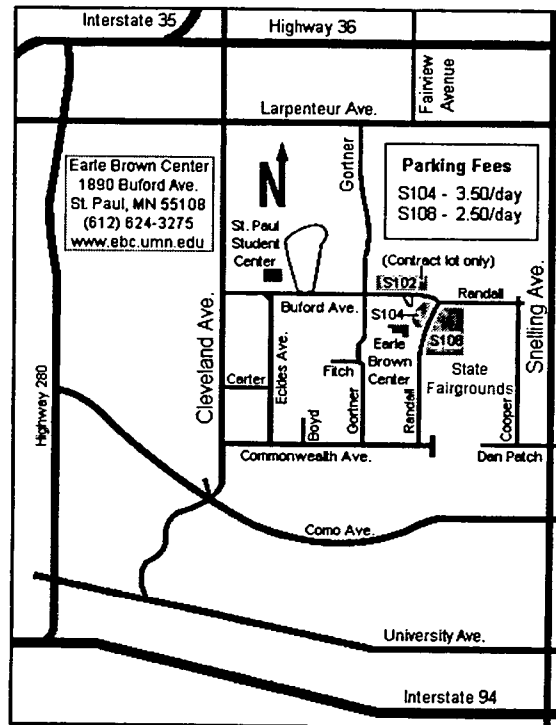 Interstate 35
Highway 36
Fairview
Avenue
Larpenteur Ave.
Earle Brown Center
1890 Buford Ave.
St. Paul, MN 55108
(612) 624-3275
www.ebc.umn.edu
N
Gortner
Parking Fees
S104 - 3.50/day
S108 - 2.50/day
St. Paul
Student
Center
(Contract lot only)
S102
Buford Ave.
Randall
S104
S108
Earle
Brown
Center
State
Fairgrounds
Snelling Ave.
Cleveland Ave.
Highway 280
Eckles Ave.
Carter
Fitch
Boyd
Gortner
Randall
Cooper
Commonwealth Ave.
Dan Patch
Como Ave.
University Ave.
Interstate 94